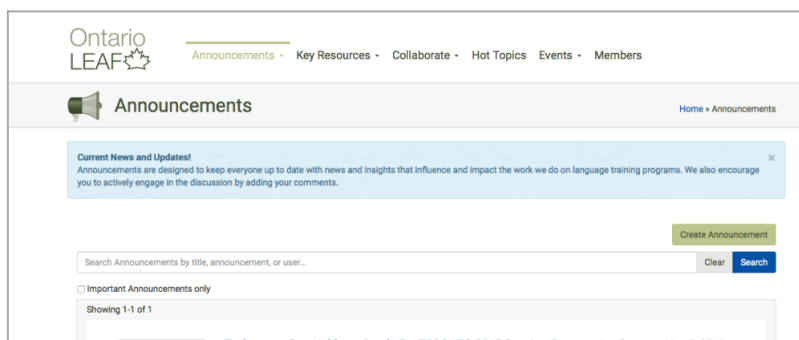 Ontario
LEAF
Announcements Key Resources Collaborate Hot Topics Events Members
Announcements
Home » Announcements
Current News and Updates!
Announcements are designed to keep everyone up to date with news and insights that influence and impact the work we do on language training programs. We also encourage
you to actively engage in the discussion by adding your comments.
Create Announcement
Search Announcements by title, announcement, or user...
Clear Search
Important Announcements only
Showing 1-1 of 1